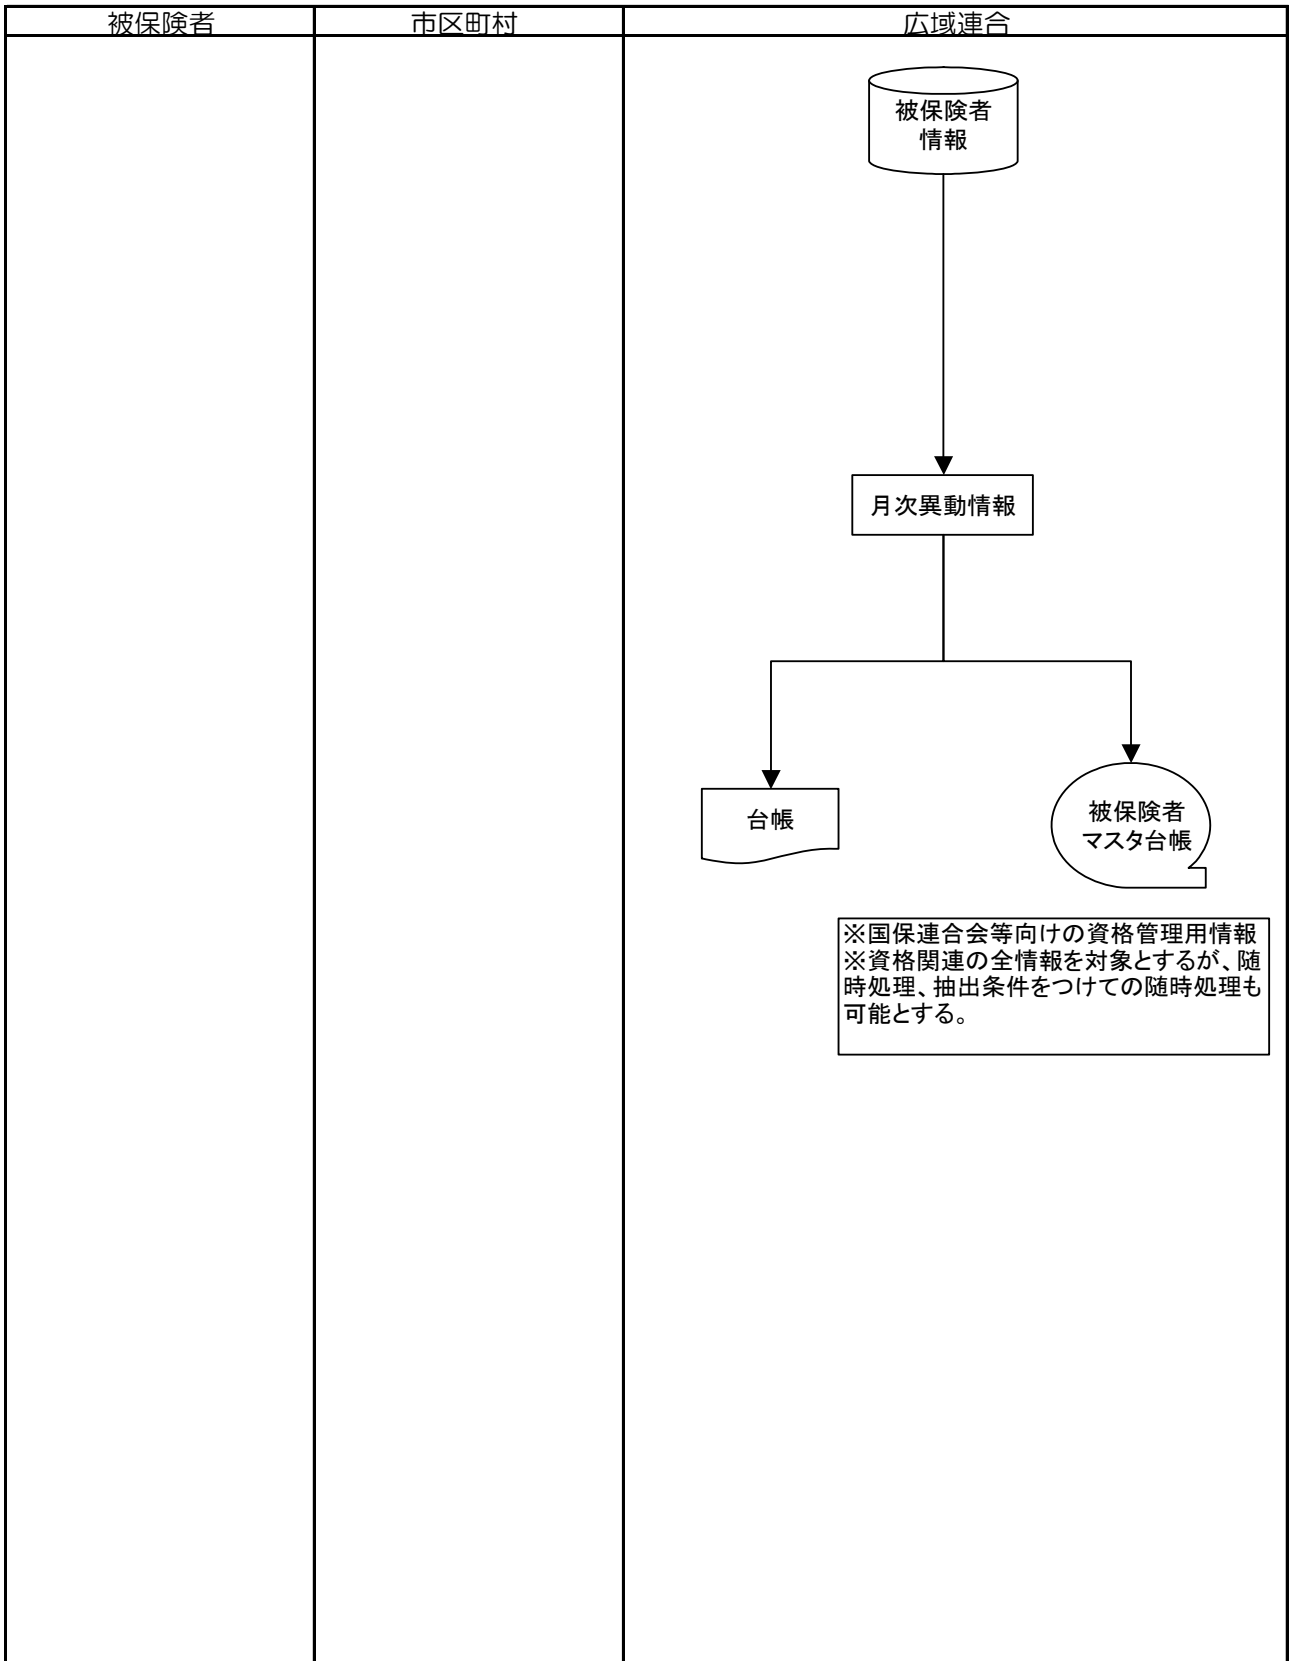 被保険者
市区町村
広域連合
被保険者
情報
月次異動情報
台帳
被保険者
マスタ台帳
※国保連合会等向けの資格管理用情報
※資格関連の全情報を対象とするが、随
時処理、抽出条件をつけての随時処理も
可能とする。